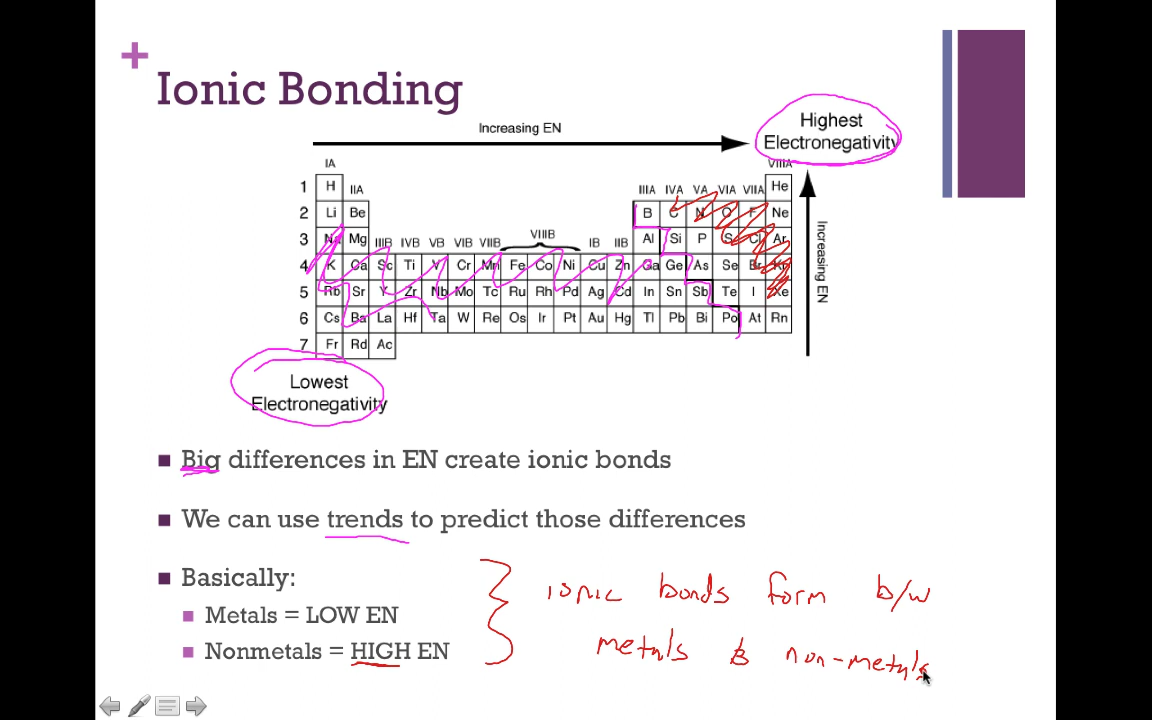 +
Ionic Bonding
Increasing EN
Highest
Electronegativity
IA VIIIA
1 H IIA IIIA IVA VA VIA VIIA He
2 Li Be B C N O F Ne
3 Na Mg IIIB IVB VB VIB VIIB VIIIB IB IIB Al Si P S Cl Ar
4 K Ca Sc Ti V Cr Mn Fe Co Ni Cu Zn Ga Ge As Se Br Kr
5 Rb Sr Y Zr Nb Mo Tc Ru Rh Pd Ag Cd In Sn Sb Te I Xe
6 Cs Ba La Hf Ta W Re Os Ir Pt Au Hg Tl Pb Bi Po At Rn
7 Fr Rd Ac
Increasing EN
Lowest
Electronegativity
Big differences in EN create ionic bonds
We can use trends to predict those differences
Basically:
Metals = LOW EN
Nonmetals = HIGH EN
ionic bonds form b/w
metals & non-metals